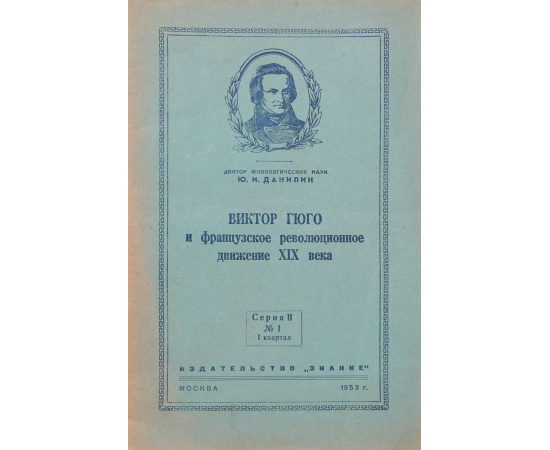 ДОКТОР ФИЛОЛОГИЧЕСКИХ НАУК
Ю. И. ДАНИЛИН
ВИКТОР ГЮГО
и французское революционное
движение XIX века
Серия II
№ 1
I квартал
ИЗДАТЕЛЬСТВО „ЗНАНИЕ"
МОСКВА 1953 г.